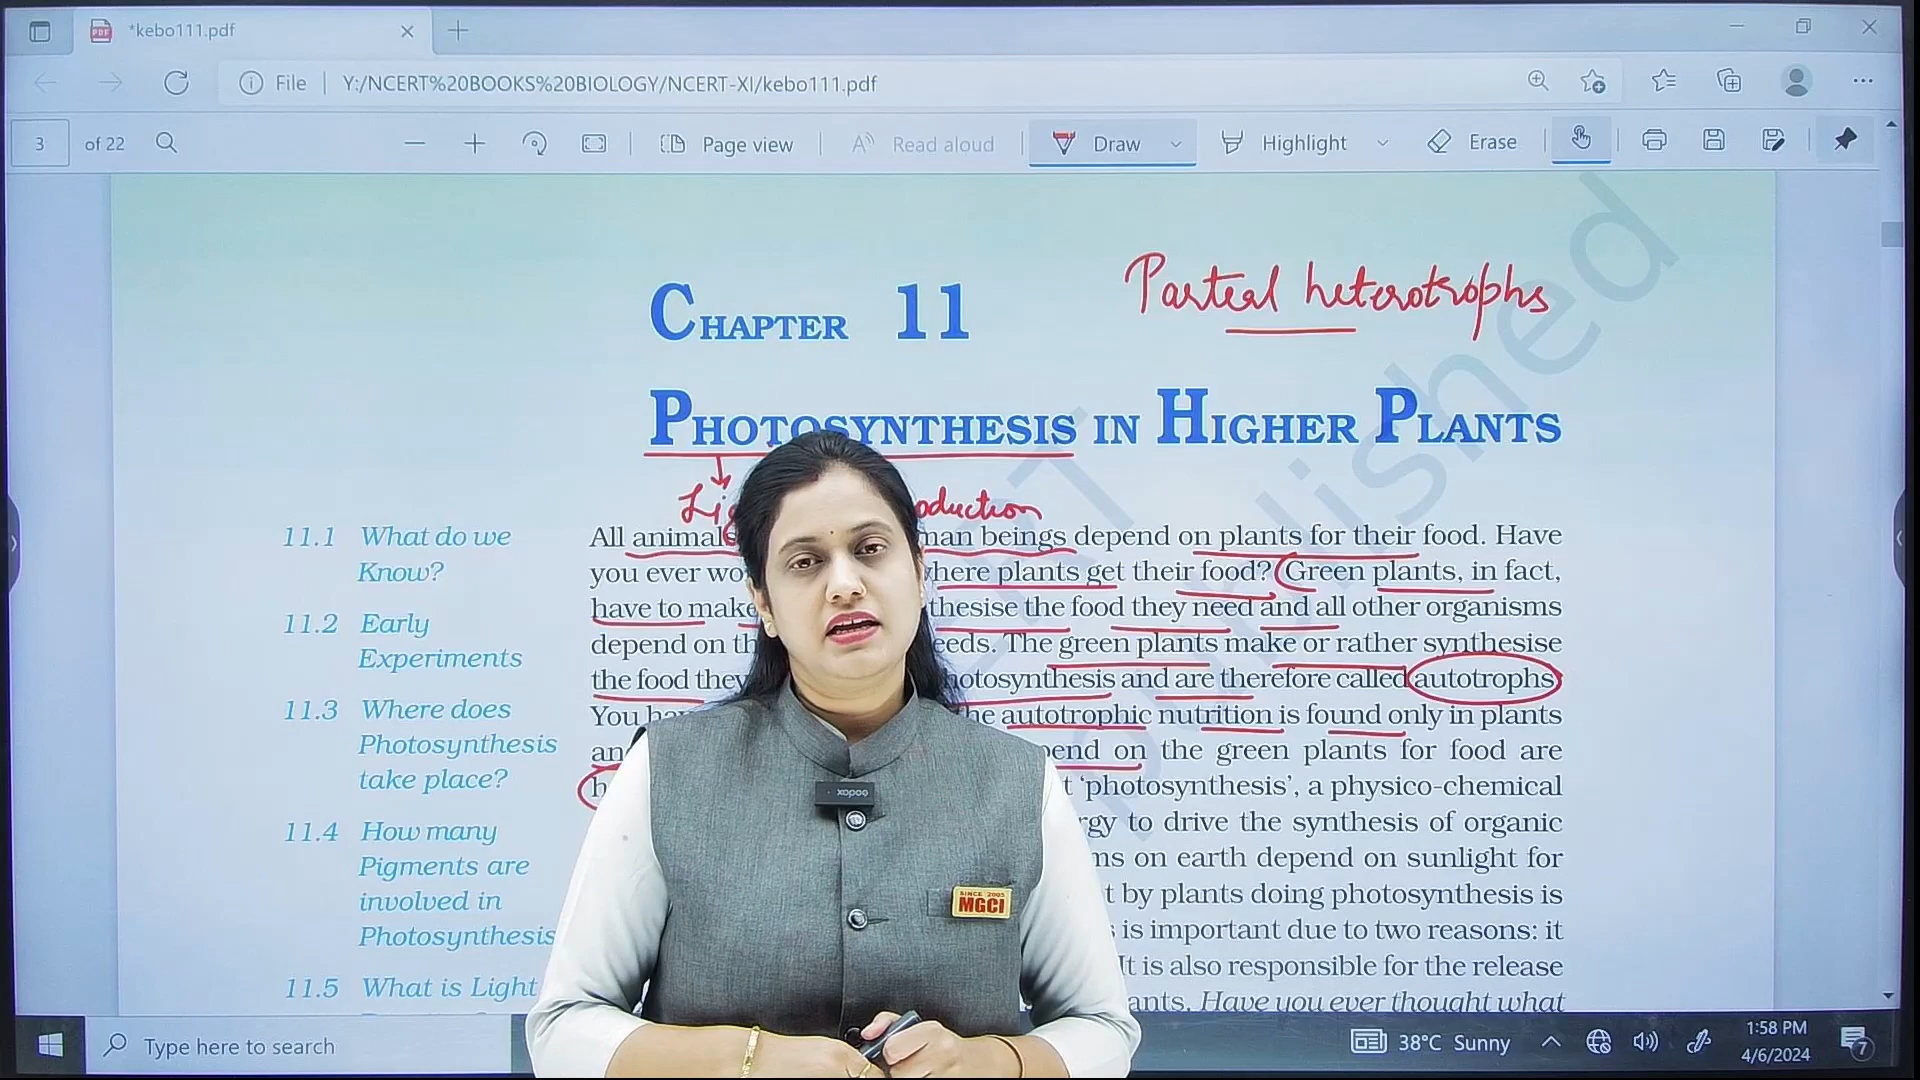 *kebo111.pdf
File Y:/NCERT%20BOOKS%20BIOLOGY/NCERT-XI/kebo111.pdf
3 of 22 Page view Read aloud Draw Highlight Erase
Partial heterotrophs
CHAPTER 11
PHOTOSYNTHESIS IN HIGHER PLANTS
oduction
11.1 What do we
Know?
11.2 Early
Experiments
11.3 Where does
Photosynthesis
take place?
11.4 How many
Pigments are
involved in
Photosynthesis
11.5 What is Light
All animals man beings depend on plants for their food. Have
you ever wo where plants get their food? Green plants, in fact,
have to make thesise the food they need and all other organisms
depend on th eeds. The green plants make or rather synthesise
the food they hotosynthesis and are therefore called autotrophs
You ha he autotrophic nutrition is found only in plants
an pend on the green plants for food are
h t ‘photosynthesis’, a physico-chemical
rgy to drive the synthesis of organic
ms on earth depend on sunlight for
t by plants doing photosynthesis is
s is important due to two reasons: it
It is also responsible for the release
ants. Have you ever thought what
NCERT
published
SINCE 2005
MGCI
Type here to search
38°C Sunny
1:58 PM
4/6/2024
7